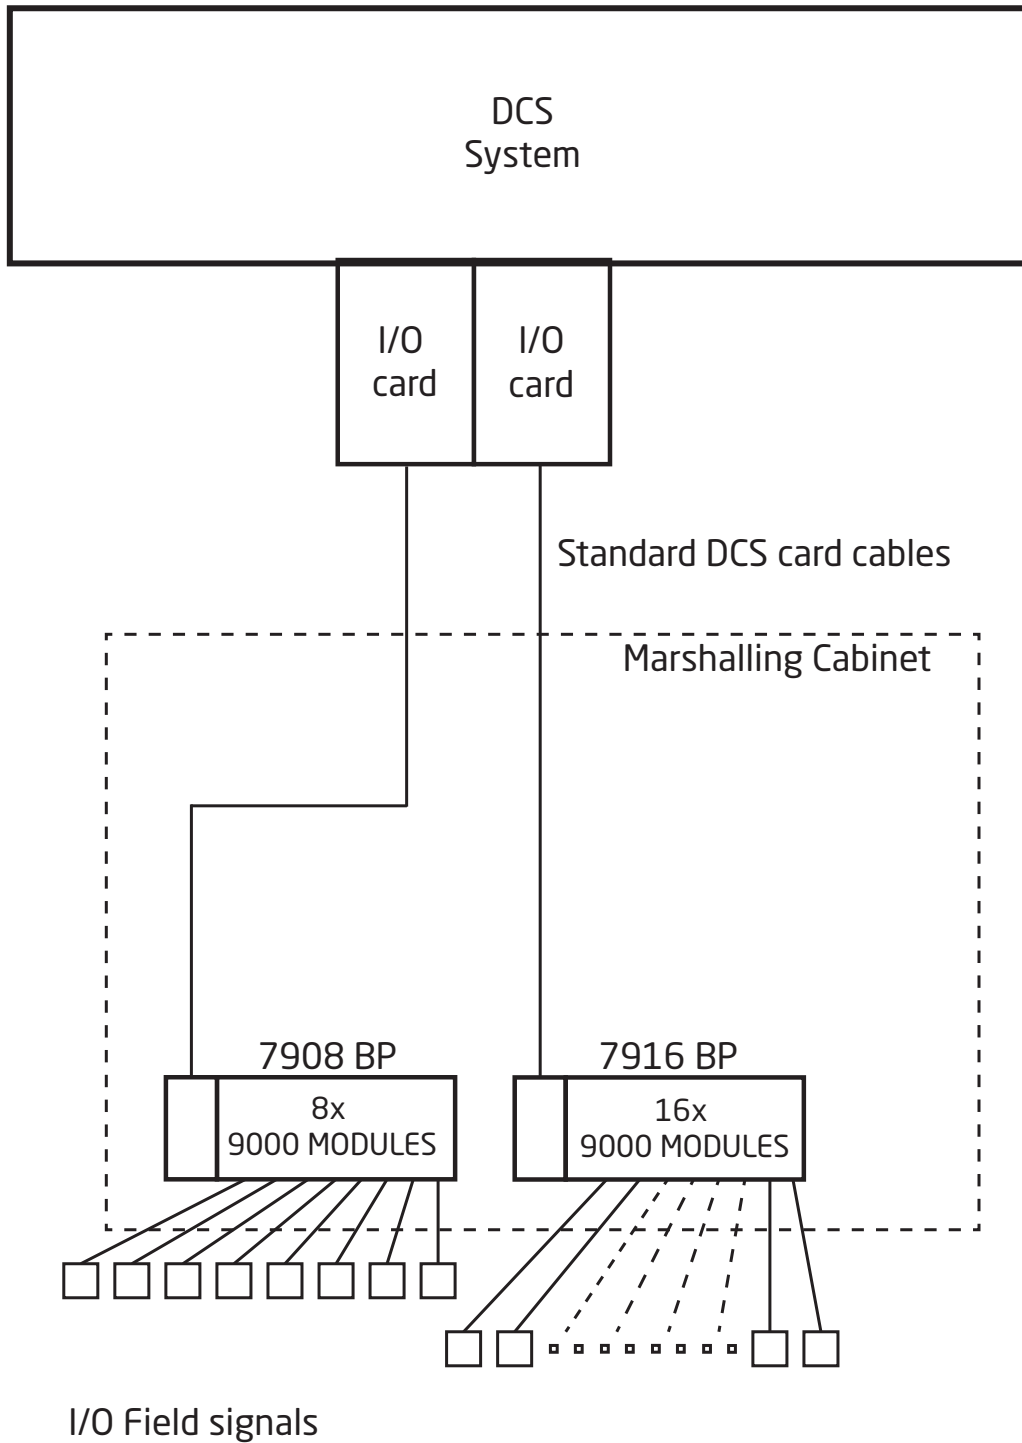 DCS
System
I/O
card
I/O
card
Standard DCS card cables
Marshalling Cabinet
7908 BP
7916 BP
8x
9000 MODULES
16x
9000 MODULES
I/O Field signals